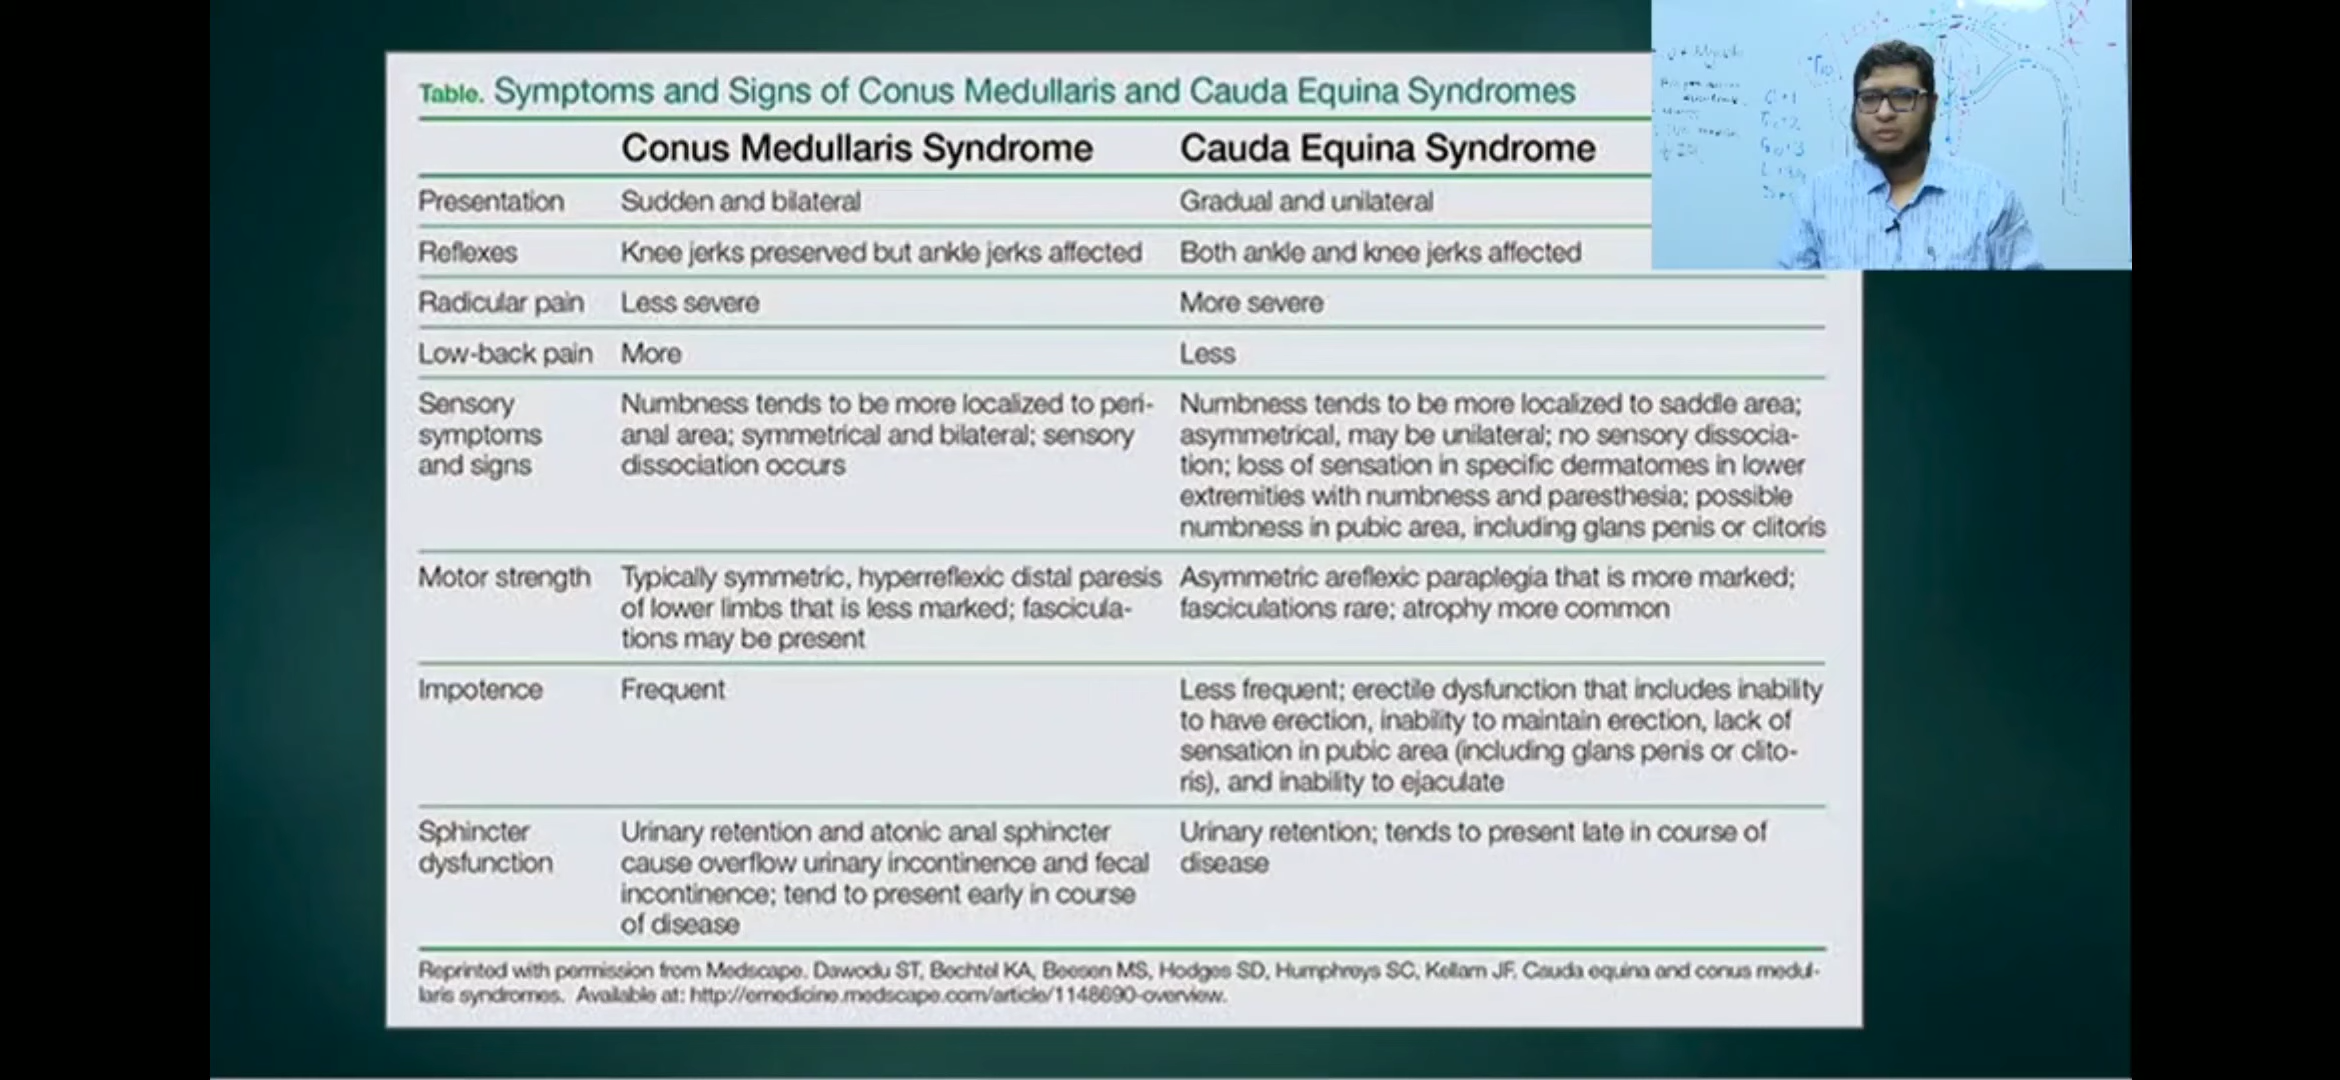 Table. Symptoms and Signs of Conus Medullaris and Cauda Equina Syndromes
Conus Medullaris Syndrome Cauda Equina Syndrome
Presentation Sudden and bilateral Gradual and unilateral
Reflexes Knee jerks preserved but ankle jerks affected Both ankle and knee jerks affected
Radicular pain Less severe More severe
Low-back pain More Less
Sensory symptoms and signs
Numbness tends to be more localized to peri-
anal area; symmetrical and bilateral; sensory
dissociation occurs
Numbness tends to be more localized to saddle area;
asymmetrical, may be unilateral; no sensory dissocia-
tion; loss of sensation in specific dermatomes in lower
extremities with numbness and paresthesia; possible
numbness in pubic area, including glans penis or clitoris
Motor strength
Typically symmetric, hyperreflexic distal paresis
of lower limbs that is less marked; fascicula-
tions may be present
Asymmetric areflexic paraplegia that is more marked;
fasciculations rare; atrophy more common
Impotence
Frequent
Less frequent; erectile dysfunction that includes inability
to have erection, inability to maintain erection, lack of
sensation in pubic area (including glans penis or clito-
ris), and inability to ejaculate
Sphincter
dysfunction
Urinary retention and atonic anal sphincter
cause overflow urinary incontinence and fecal
incontinence; tend to present early in course
of disease
Urinary retention; tends to present late in course of
disease
Reprinted with permission from Medscape. Dawodu ST, Bechtel KA, Beesen MS, Hodges SD, Humphreys SC, Kellam JF. Cauda equina and conus medul-
laris syndromes. Available at: http://emedicine.medscape.com/article/1148690-overview.